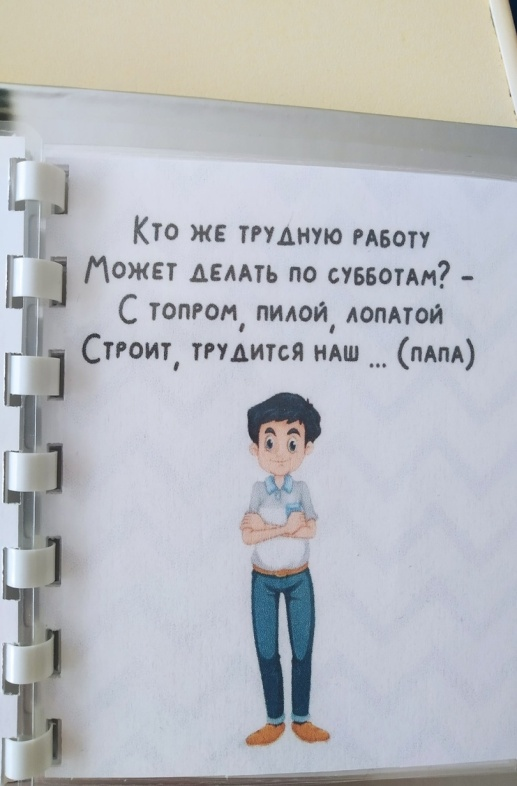 Кто же трудную работу
Может делать по субботам? -
С топром, пилой, лопатой
Строит, трудится наш ... (папа)